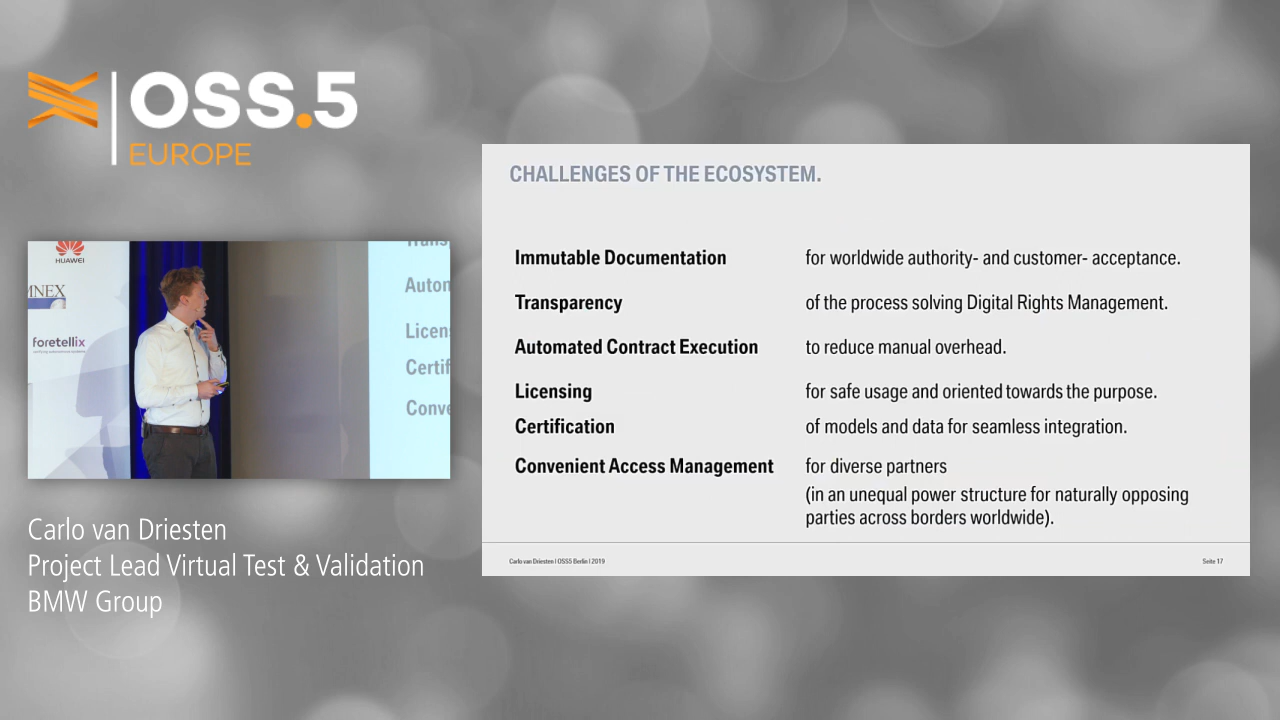 OSS.5
EUROPE
HUAWEI
MNEX
foretellix
Autom
Licens
Certif
Conve
Carlo van Driesten
Project Lead Virtual Test & Validation
BMW Group
CHALLENGES OF THE ECOSYSTEM.
Immutable Documentation for worldwide authority- and customer- acceptance.
Transparency of the process solving Digital Rights Management.
Automated Contract Execution to reduce manual overhead.
Licensing for safe usage and oriented towards the purpose.
Certification of models and data for seamless integration.
Convenient Access Management for diverse partners
(in an unequal power structure for naturally opposing
parties across borders worldwide).
Carlo van Driesten | OSS5 Berlin | 2019 Seite 17